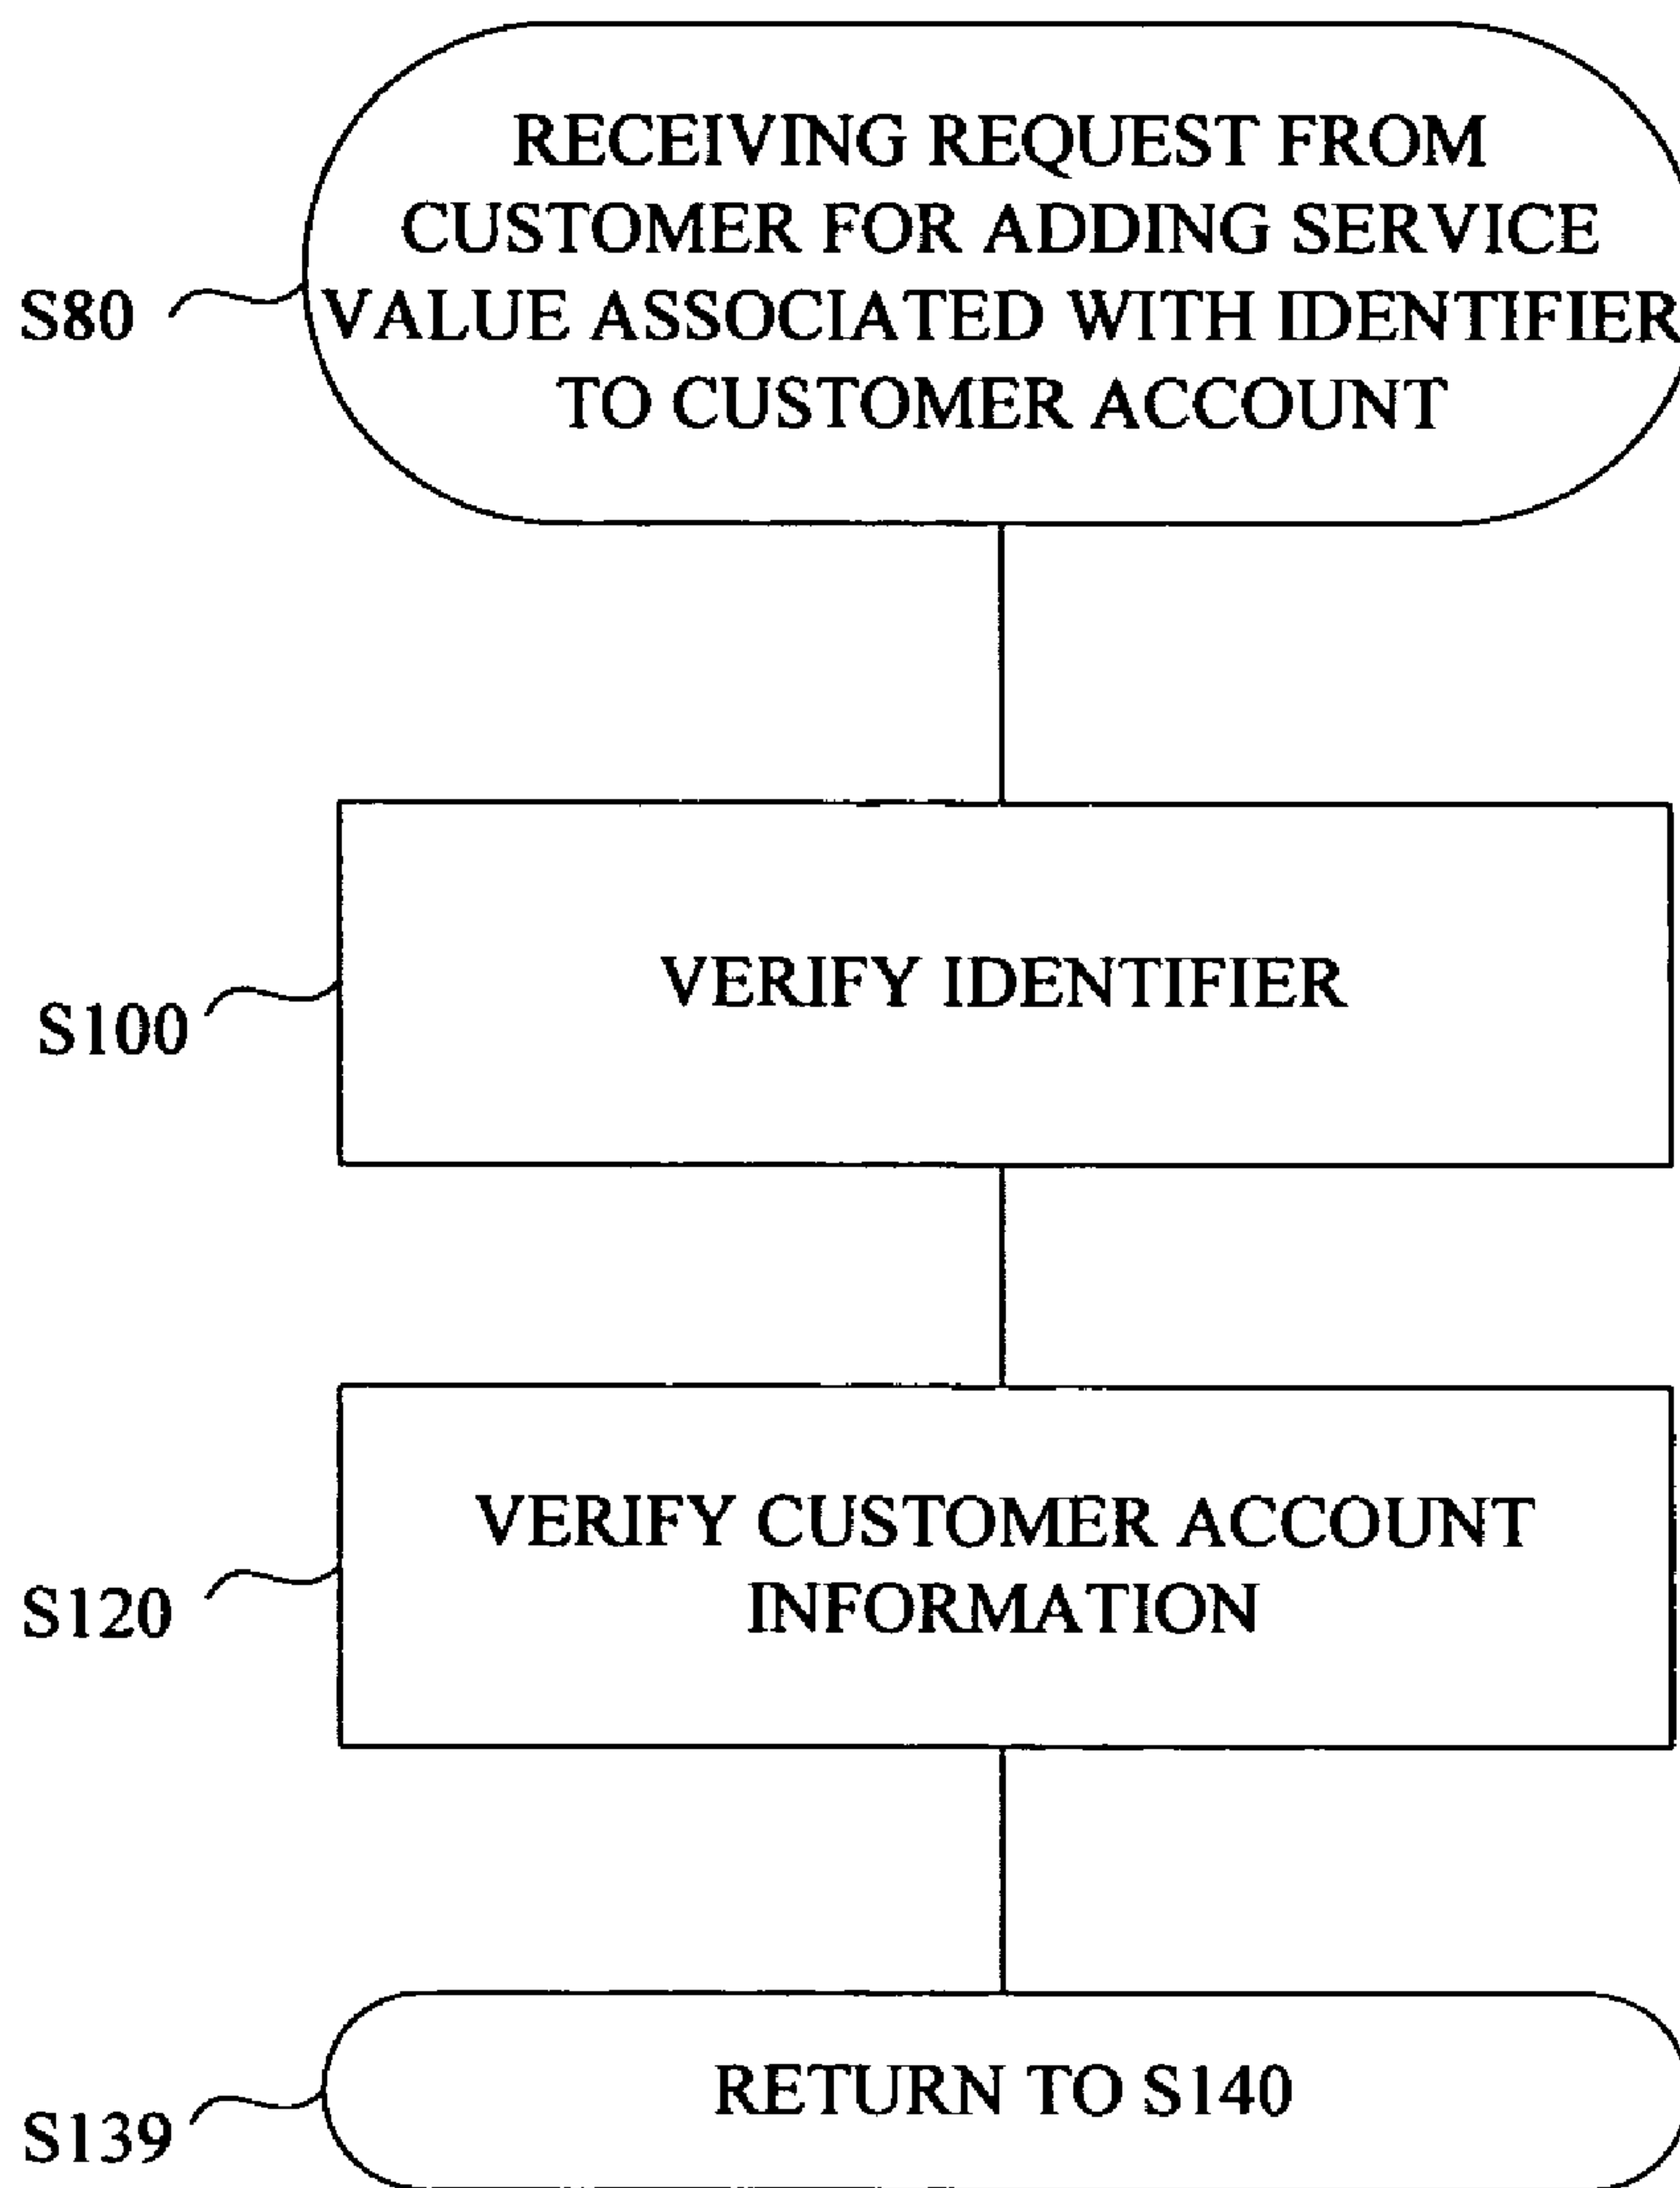 RECEIVING REQUEST FROM
CUSTOMER FOR ADDING SERVICE
S80
VALUE ASSOCIATED WITH IDENTIFIER
TO CUSTOMER ACCOUNT
VERIFY IDENTIFIER
S100
VERIFY CUSTOMER ACCOUNT
INFORMATION
S120
RETURN TO S140
S139